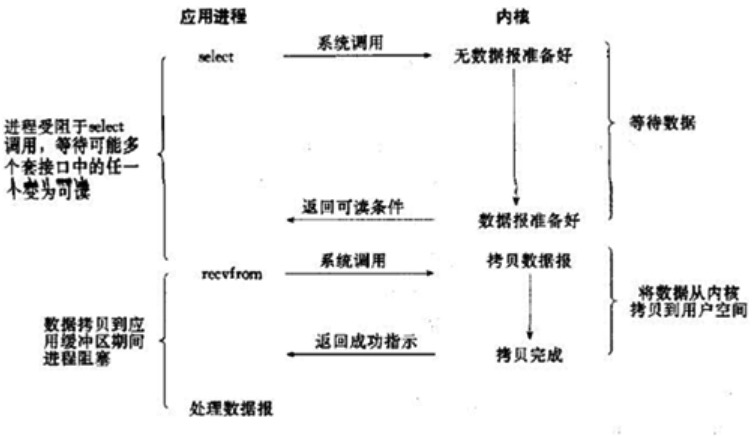 应用进程
内核
select
系统调用
无数据报准备好
进程受阻于select
调用，等待可能多
个套接口中的任一
个变为可读
等待数据
返回可读条件
数据报准备好
recvfrom
系统调用
拷贝数据报
数据拷贝到应
用缓冲区期间
进程阻塞
将数据从内核
拷贝到用户空间
返回成功指示
拷贝完成
处理数据报